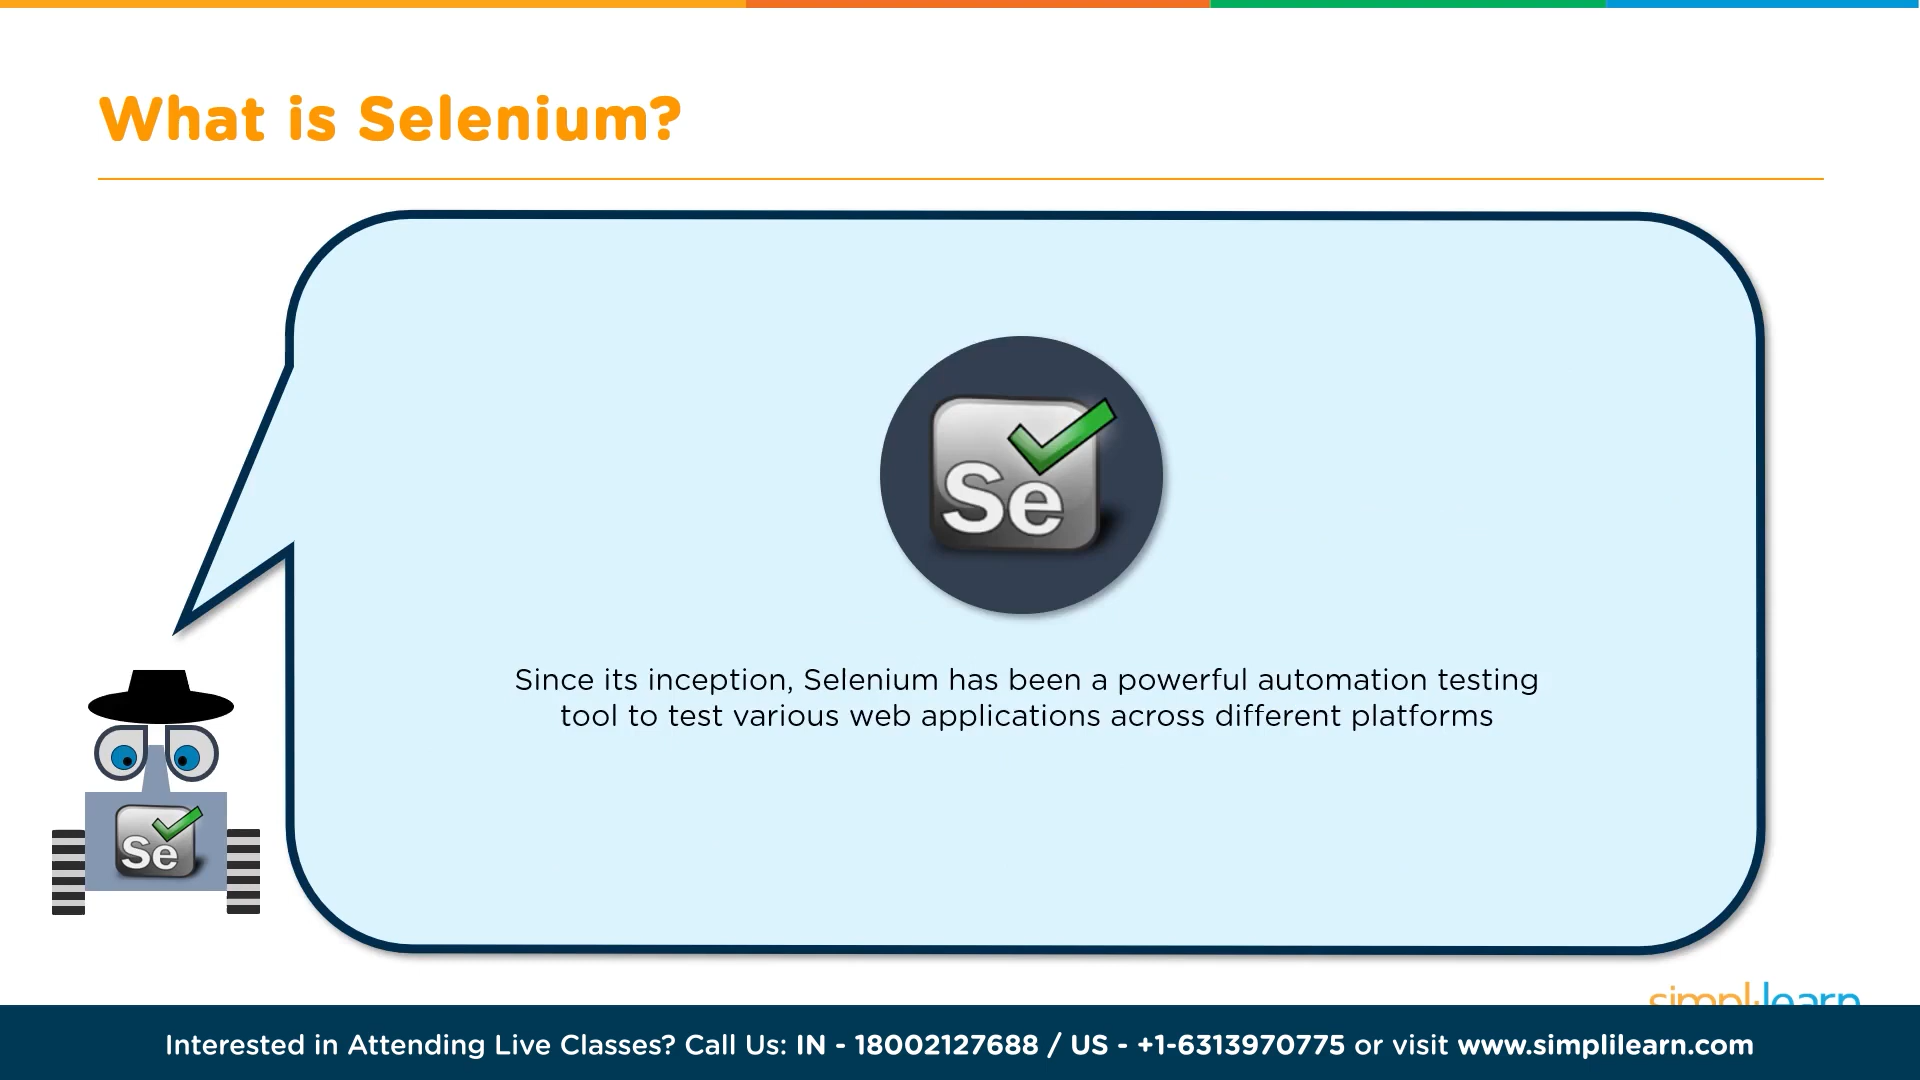 What is Selenium?
Se
Since its inception, Selenium has been a powerful automation testing
tool to test various web applications across different platforms
Se
simplilearn
Interested in Attending Live Classes? Call Us: IN - 18002127688 / US - +1-6313970775 or visit www.simplilearn.com